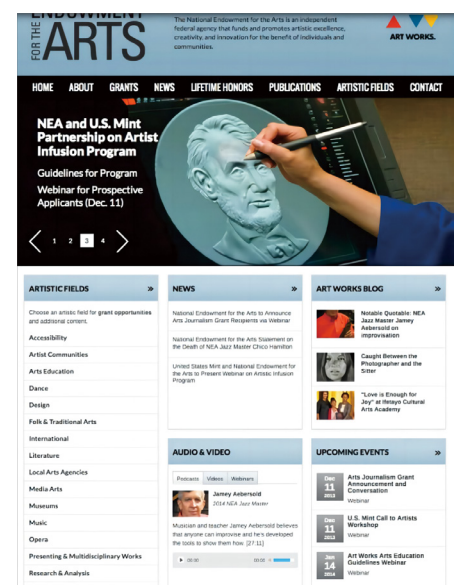 ENDOWMENT
FOR THE
ARTS
The National Endowment for the Arts is an independent
federal agency that funds and promotes artistic excellence,
creativity, and innovation for the benefit of individuals and
communities.
ART WORKS.
HOME ABOUT GRANTS NEWS LIFETIME HONORS PUBLICATIONS ARTISTIC FIELDS CONTACT
NEA and U.S. Mint
Partnership on Artist
Infusion Program
Guidelines for Program
Webinar for Prospective
Applicants (Dec. 11)
1 2 3 4
ARTISTIC FIELDS »
Choose an artistic field for grant opportunities
and additional content.
Accessibility
Artist Communities
Arts Education
Dance
Design
Folk & Traditional Arts
International
Literature
Local Arts Agencies
Media Arts
Museums
Music
Opera
Presenting & Multidisciplinary Works
Research & Analysis
NEWS »
National Endowment for the Arts to Announce
Arts Journalism Grant Recipients via Webinar
National Endowment for the Arts Statement on
the Death of NEA Jazz Master Chico Hamilton
United States Mint and National Endowment for
the Arts to Present Webinar on Artistic Infusion
Program
ART WORKS BLOG »
Notable Quotable: NEA
Jazz Master Jamey
Aebersold on
improvisation
Caught Between the
Photographer and the
Sitter
"Love is Enough for
Joy" at Ifetayo Cultural
Arts Academy
AUDIO & VIDEO
Podcasts Videos Webinars
Jamey Aebersold
2014 NEA Jazz Master
Musician and teacher Jamey Aebersold believes
that anyone can improvise and he's developed
the tools to show them how. [27:11]
00:00 00:00
UPCOMING EVENTS »
Dec
11
2013
Arts Journalism Grant
Announcement and
Conversation
Webinar
Dec
11
2013
U.S. Mint Call to Artists
Workshop
Webinar
Jan
14
2014
Art Works Arts Education
Guidelines Webinar
Webinar